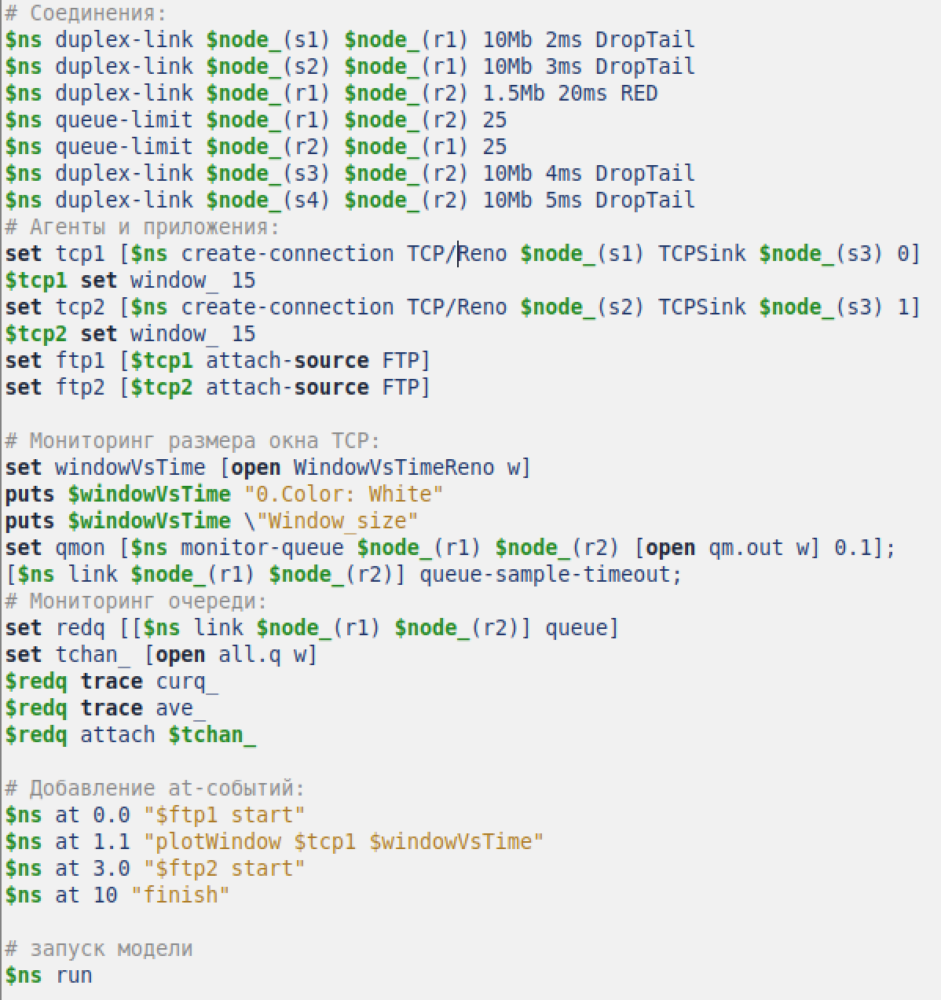 # Соединения:
$ns duplex-link $node_(s1) $node_(r1) 10Mb 2ms DropTail
$ns duplex-link $node_(s2) $node_(r1) 10Mb 3ms DropTail
$ns duplex-link $node_(r1) $node_(r2) 1.5Mb 20ms RED
$ns queue-limit $node_(r1) $node_(r2) 25
$ns queue-limit $node_(r2) $node_(r1) 25
$ns duplex-link $node_(s3) $node_(r2) 10Mb 4ms DropTail
$ns duplex-link $node_(s4) $node_(r2) 10Mb 5ms DropTail
# Агенты и приложения:
set tcp1 [$ns create-connection TCP/Reno $node_(s1) TCPSink $node_(s3) 0]
$tcp1 set window_ 15
set tcp2 [$ns create-connection TCP/Reno $node_(s2) TCPSink $node_(s3) 1]
$tcp2 set window_ 15
set ftp1 [$tcp1 attach-source FTP]
set ftp2 [$tcp2 attach-source FTP]

# Мониторинг размера окна TCP:
set windowVsTime [open WindowVsTimeReno w]
puts $windowVsTime "0.Color: White"
puts $windowVsTime \"Window_size"
set qmon [$ns monitor-queue $node_(r1) $node_(r2) [open qm.out w] 0.1];
[$ns link $node_(r1) $node_(r2)] queue-sample-timeout;
# Мониторинг очереди:
set redq [[$ns link $node_(r1) $node_(r2)] queue]
set tchan_ [open all.q w]
$redq trace curq_
$redq trace ave_
$redq attach $tchan_

# Добавление at-событий:
$ns at 0.0 "$ftp1 start"
$ns at 1.1 "plotWindow $tcp1 $windowVsTime"
$ns at 3.0 "$ftp2 start"
$ns at 10 "finish"

# запуск модели
$ns run